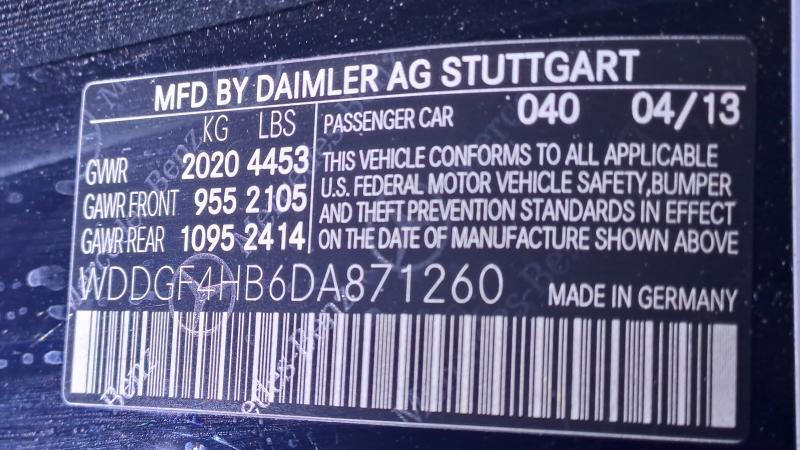 MFD BY DAIMLER AG STUTTGART
KG LBS
GVWR 2020 4453
GAWR FRONT 955 2105
GAWR REAR 1095 2414
PASSENGER CAR 040 04/13
THIS VEHICLE CONFORMS TO ALL APPLICABLE
U.S. FEDERAL MOTOR VEHICLE SAFETY,BUMPER
AND THEFT PREVENTION STANDARDS IN EFFECT
ON THE DATE OF MANUFACTURE SHOWN ABOVE
WDDGF4HB6DA871260
MADE IN GERMANY